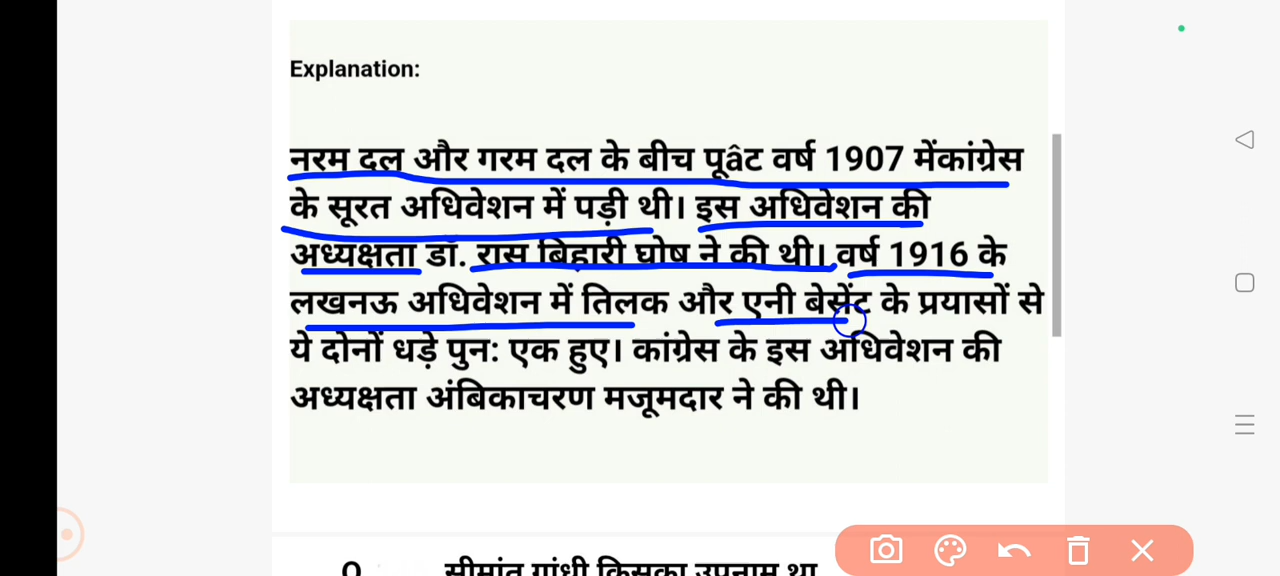 Explanation:
नरम दल और गरम दल के बीच पूâट वर्ष 1907 मेंकांग्रेस
के सूरत अधिवेशन में पड़ी थी। इस अधिवेशन की
अध्यक्षता डॉ. रास बिहारी घोष ने की थी। वर्ष 1916 के
लखनऊ अधिवेशन में तिलक और एनी बेसेंट के प्रयासों से
ये दोनों धड़े पुन: एक हुए। कांग्रेस के इस अधिवेशन की
अध्यक्षता अंबिकाचरण मजूमदार ने की थी।
Q सीमांत गांधी किसका उपनाम था